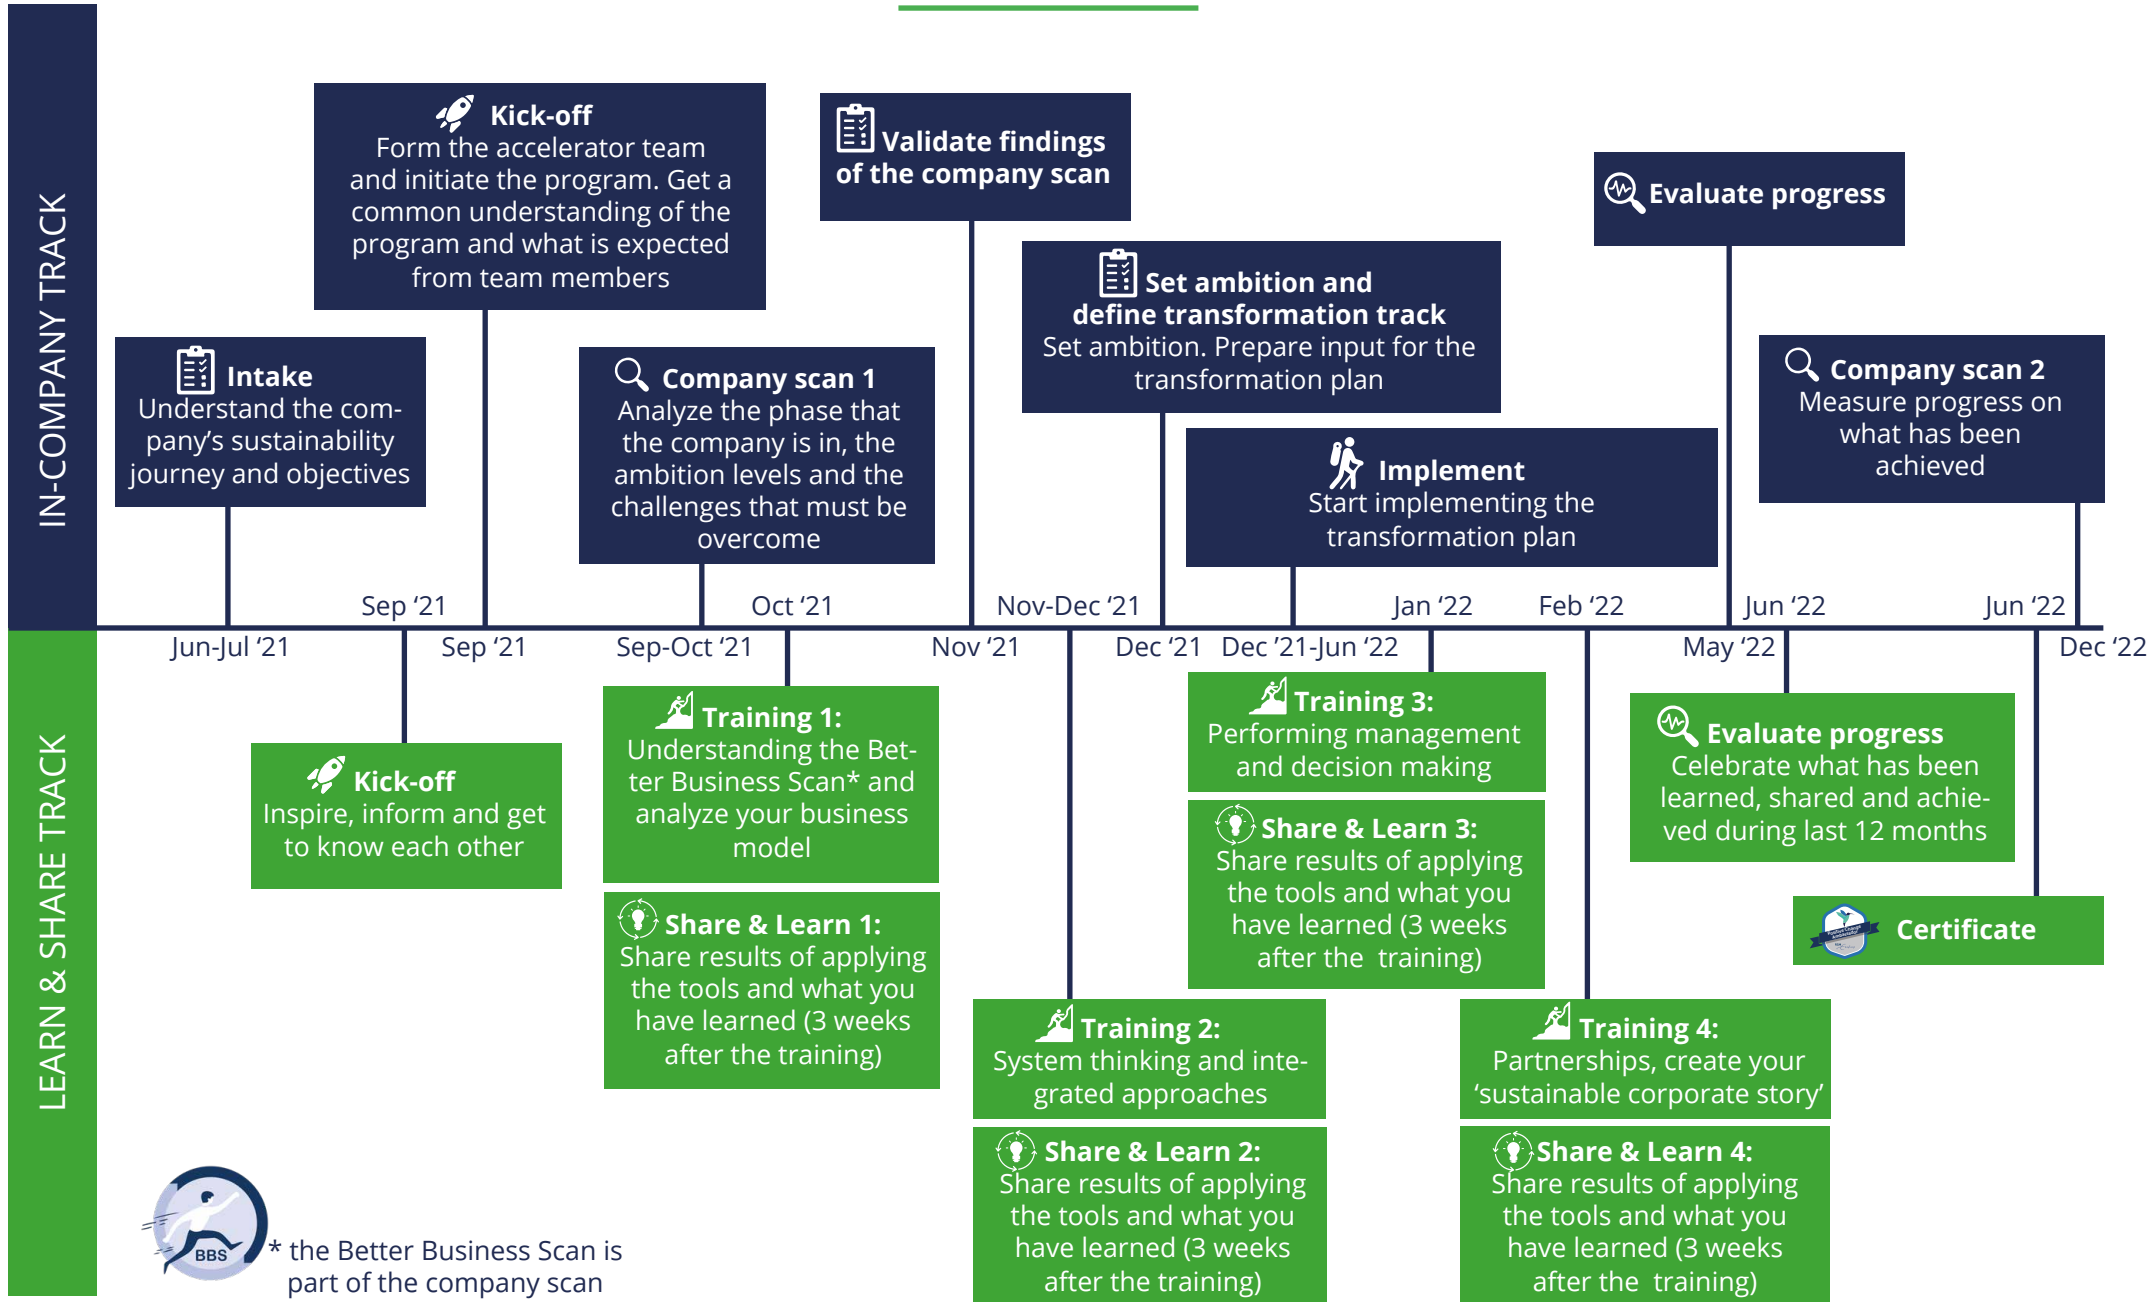 IN-COMPANY TRACK
Kick-off
Form the accelerator team
and initiate the program. Get a
common understanding of the
program and what is expected
from team members
Validate findings
of the company scan
Evaluate progress
Set ambition and
define transformation track
Set ambition. Prepare input for the
transformation plan
Intake
Understand the com-
pany’s sustainability
journey and objectives
Company scan 1
Analyze the phase that
the company is in, the
ambition levels and the
challenges that must be
overcome
Company scan 2
Measure progress on
what has been
achieved
Implement
Start implementing the
transformation plan
Sep ‘21
Oct ‘21
Nov-Dec ‘21
Jan ‘22
Feb ‘22
Jun ‘22
Jun ‘22
Jun-Jul ‘21
Sep ‘21
Sep-Oct ‘21
Nov ‘21
Dec ‘21
Dec ’21-Jun ‘22
May ‘22
Dec ‘22
LEARN & SHARE TRACK
Kick-off
Inspire, inform and get
to know each other
Training 1:
Understanding the Bet-
ter Business Scan* and
analyze your business
model
Share & Learn 1:
Share results of applying
the tools and what you
have learned (3 weeks
after the training)
Training 2:
System thinking and inte-
grated approaches
Share & Learn 2:
Share results of applying
the tools and what you
have learned (3 weeks
after the training)
Training 3:
Performing management
and decision making
Share & Learn 3:
Share results of applying
the tools and what you
have learned (3 weeks
after the  training)
Training 4:
Partnerships, create your
‘sustainable corporate story’
Share & Learn 4:
Share results of applying
the tools and what you
have learned (3 weeks
after the  training)
Evaluate progress
Celebrate what has been
learned, shared and achie-
ved during last 12 months
Certificate
BBS
* the Better Business Scan is
part of the company scan